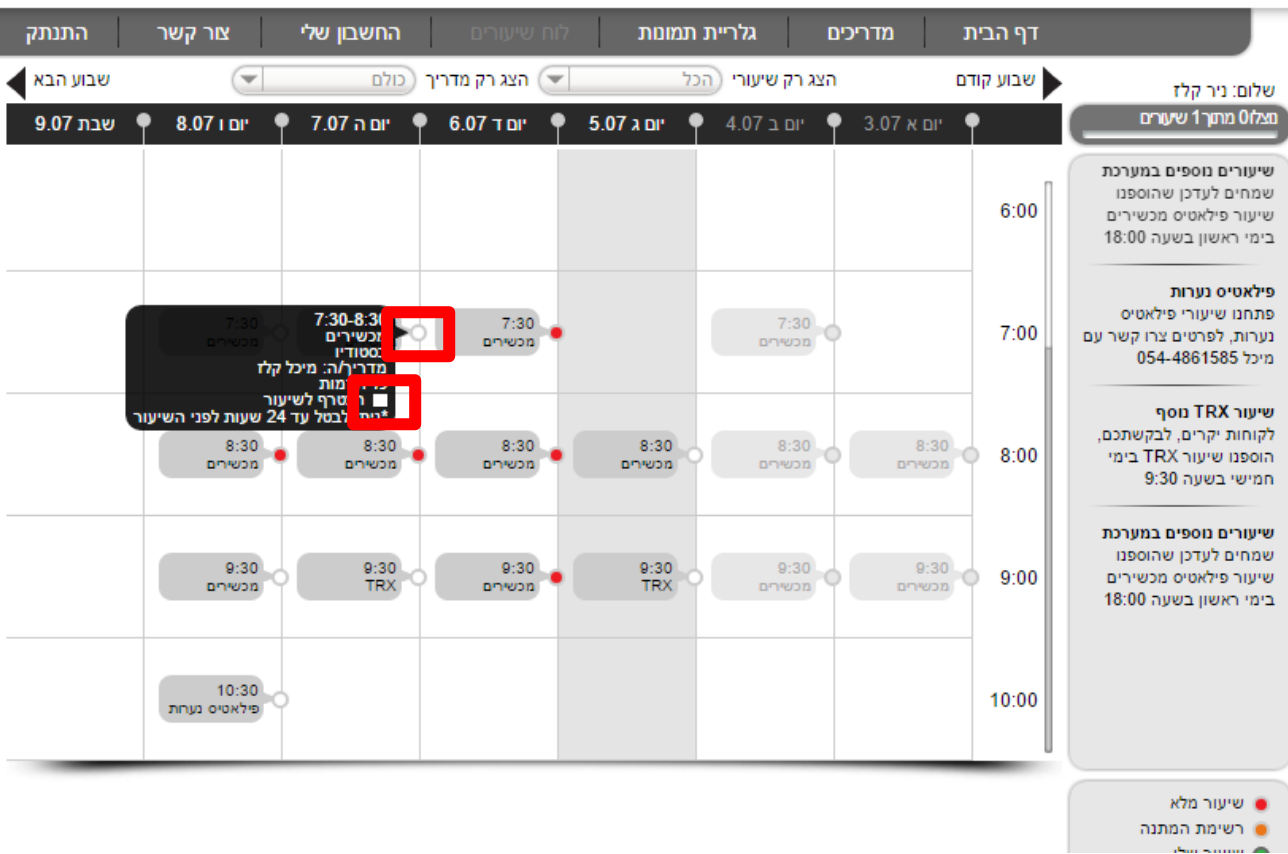 דף הבית
מדריכים
גלריית תמונות
לוח שיעורים
החשבון שלי
צור קשר
התנתק
שבוע קודם
הצג רק שיעורי
הכל
הצג רק מדריך
כולם
שבוע הבא
יום א 3.07
יום ב 4.07
יום ג 5.07
יום ד 6.07
יום ה 7.07
יום ו 8.07
שבת 9.07
שלום: ניר קלז
נוצלו 0 מתוך 1 שיעורים
שיעורים נוספים במערכת
שמחים לעדכן שהוספנו
שיעור פילאטיס מכשירים
בימי ראשון בשעה 18:00
פילאטיס נערות
פתחנו שיעורי פילאטיס
נערות, לפרטים צרו קשר עם
מיכל 054-4861585
שיעור TRX נוסף
לקוחות יקרים, לבקשתכם,
הוספנו שיעור TRX בימי
חמישי בשעה 9:30
שיעורים נוספים במערכת
שמחים לעדכן שהוספנו
שיעור פילאטיס מכשירים
בימי ראשון בשעה 18:00
6:00
7:00
7:30
מכשירים
7:30
מכשירים
7:30-8:30
מכשירים
בסטודיו
מדריך/ה: מיכל קלז
לשיעור
לבטל עד 24 שעות לפני השיעור
7:30
מכשירים
8:00
8:30
מכשירים
8:30
מכשירים
8:30
מכשירים
8:30
מכשירים
8:30
מכשירים
8:30
מכשירים
9:00
9:30
מכשירים
9:30
מכשירים
9:30
TRX
9:30
מכשירים
9:30
TRX
9:30
מכשירים
10:00
10:30
פילאטיס נערות
שיעור מלא
רשימת המתנה